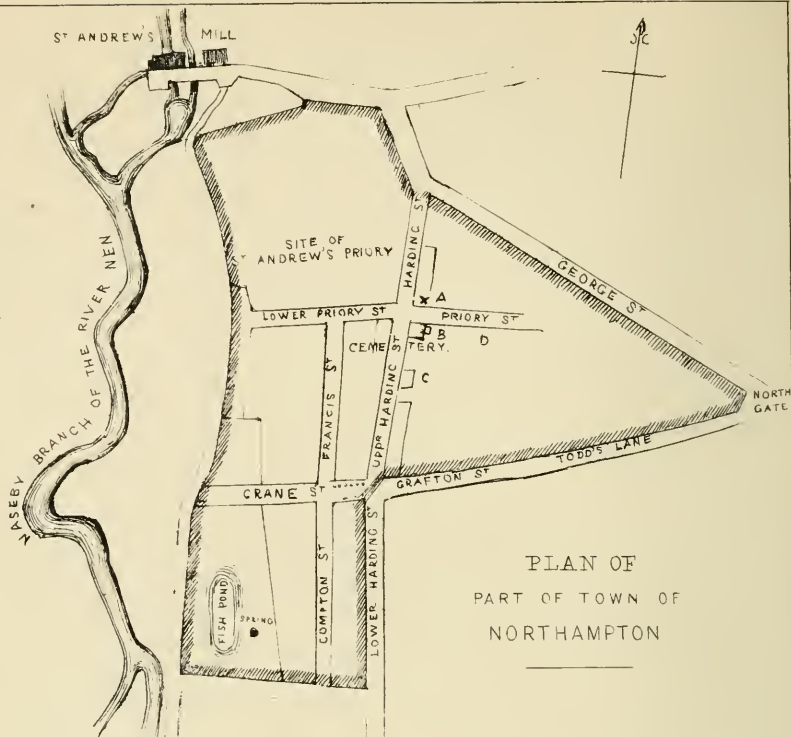 ST ANDREW'S MILL
SITE OF
ANDREW'S PRIORY
HARDING ST
GEORGE ST
A
LOWER PRIORY ST
PRIORY ST
B
D
CEMETERY.
C
NASEBY BRANCH OF THE RIVER NEN
FRANCIS ST
UPPR HARDING ST
NORTH
GATE
TODD'S LANE
GRAFTON ST
CRANE ST
FISH POND
SPRING
COMPTON ST
LOWER HARDING ST
PLAN OF
PART OF TOWN OF
NORTHAMPTON